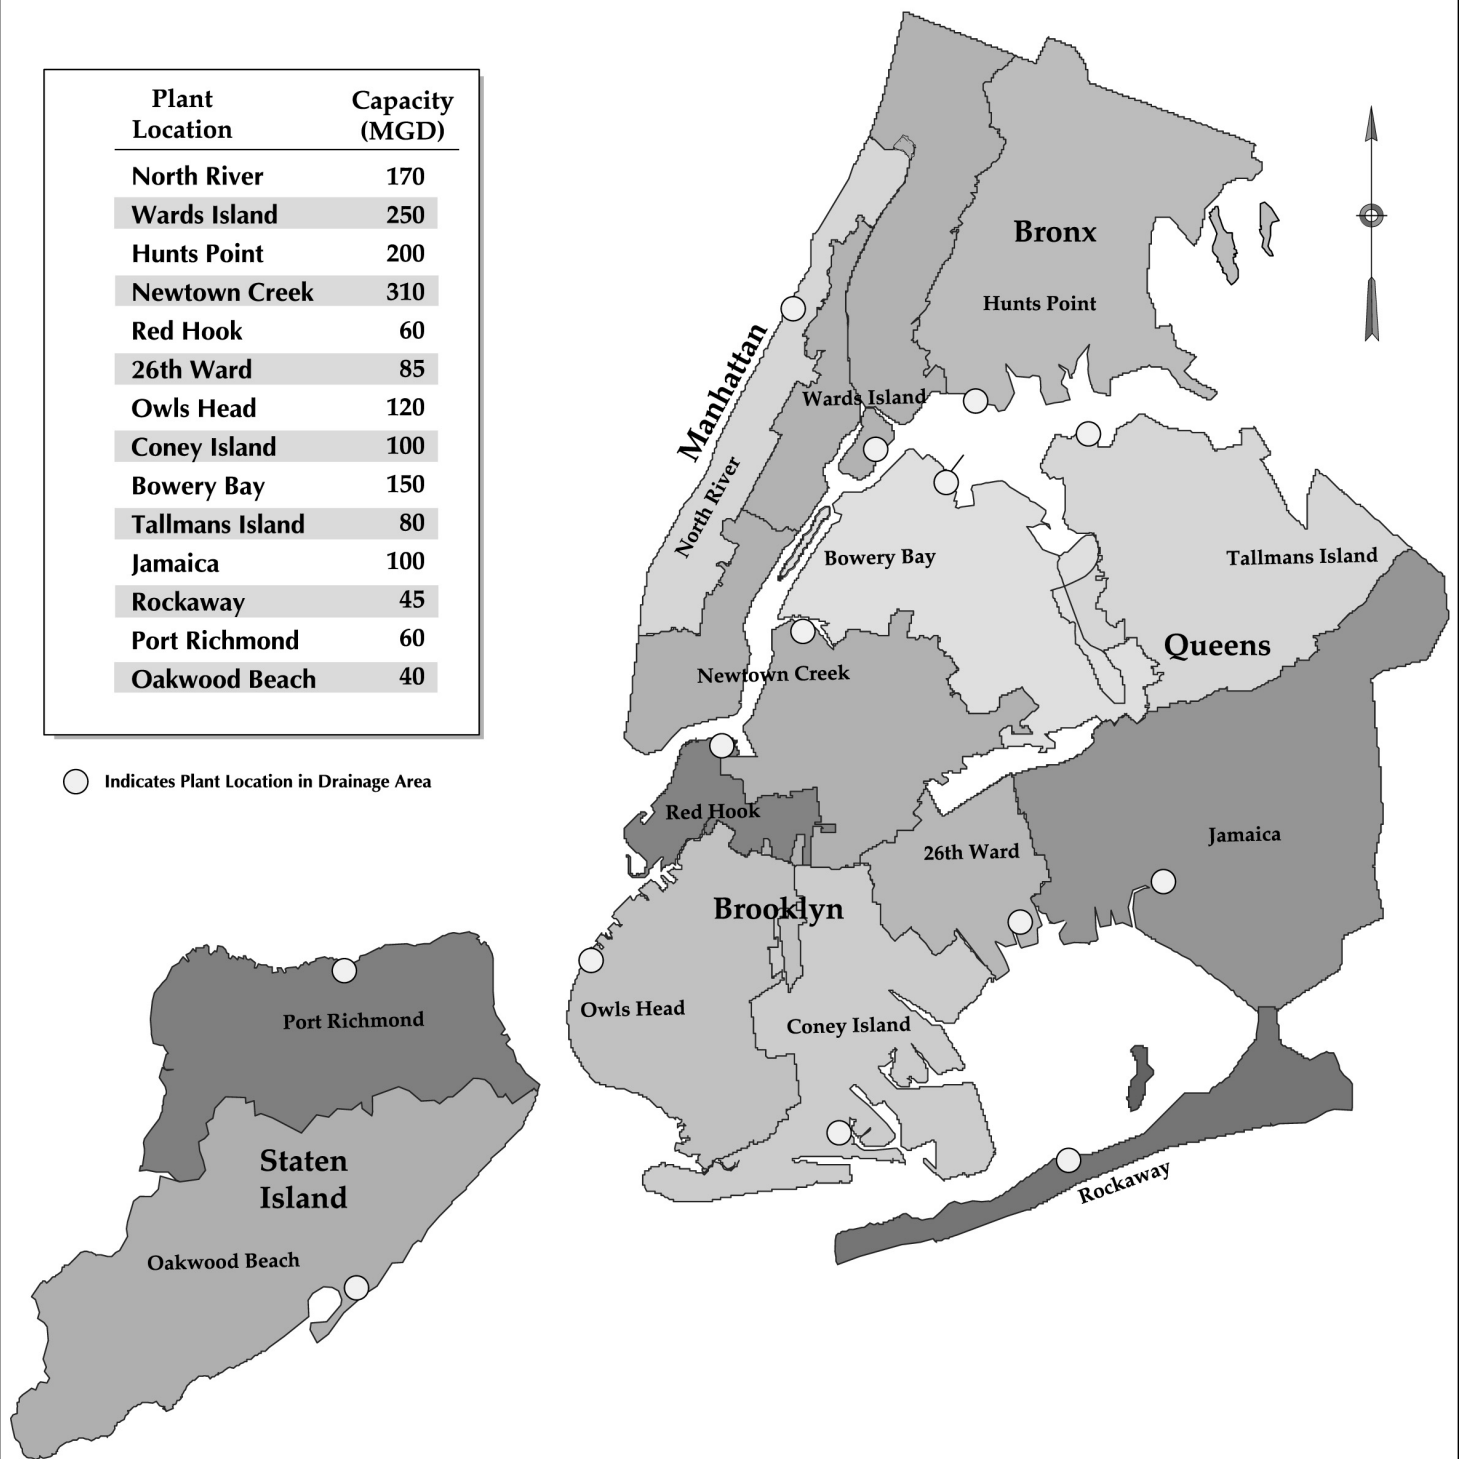 Plant Location
Capacity (MGD)
North River 170
Wards Island 250
Hunts Point 200
Newtown Creek 310
Red Hook 60
26th Ward 85
Owls Head 120
Coney Island 100
Bowery Bay 150
Tallmans Island 80
Jamaica 100
Rockaway 45
Port Richmond 60
Oakwood Beach 40
Indicates Plant Location in Drainage Area
Bronx
Hunts Point
Manhattan
Wards Island
North River
Bowery Bay
Tallmans Island
Queens
Newtown Creek
Red Hook
26th Ward
Jamaica
Brooklyn
Owls Head
Coney Island
Port Richmond
Staten
Island
Rockaway
Oakwood Beach